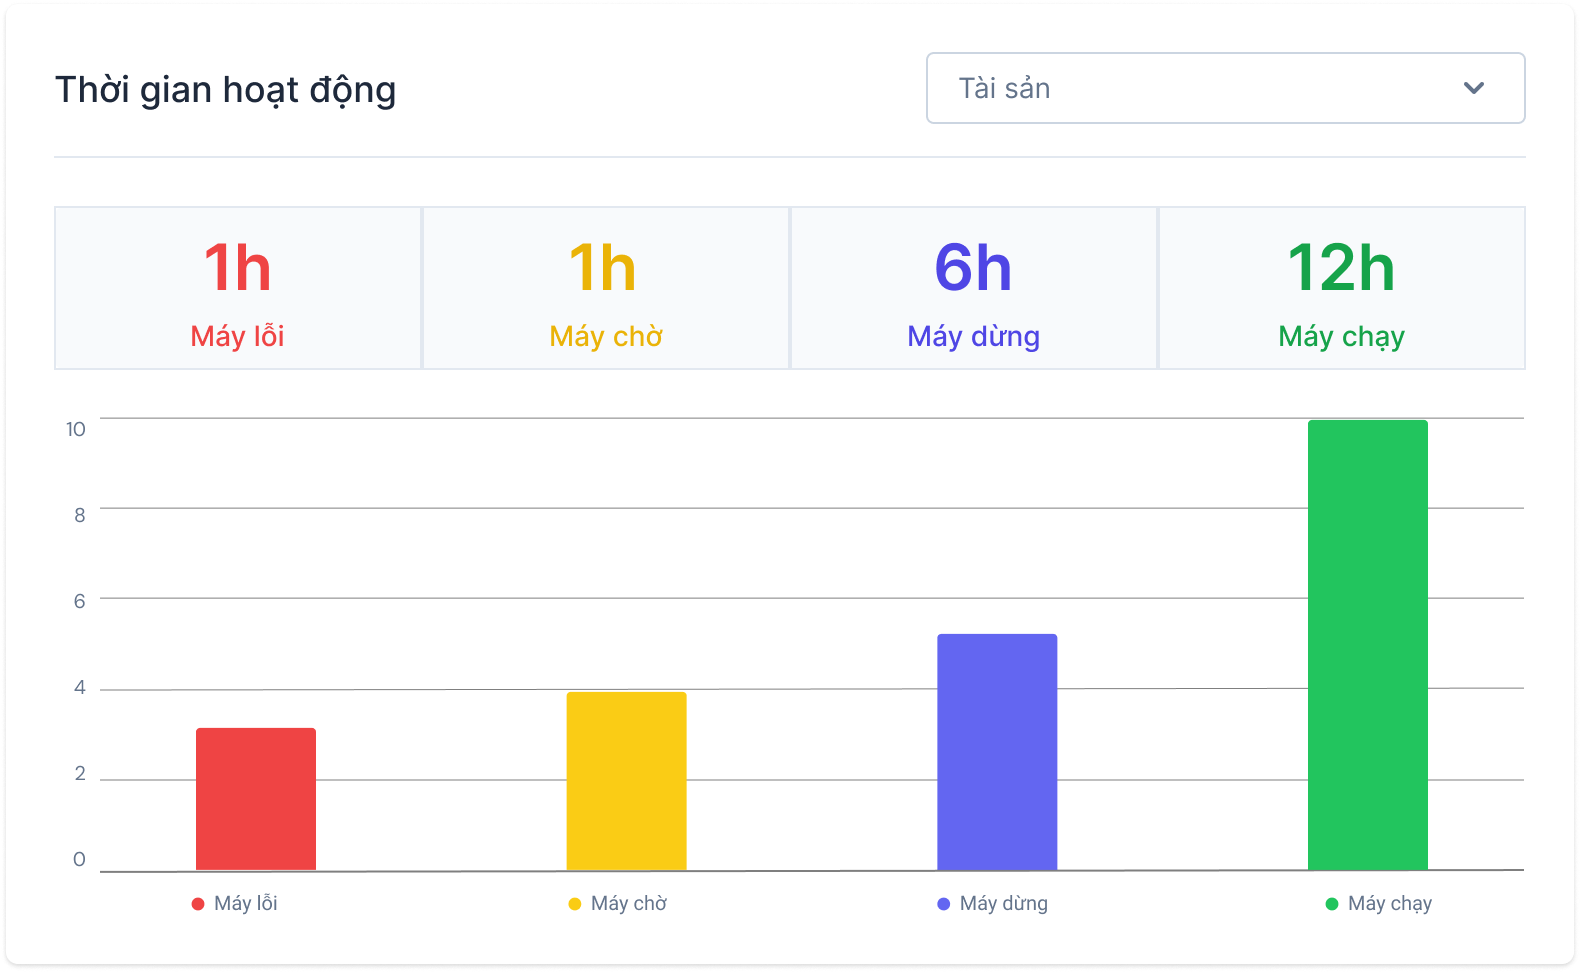 Thời gian hoạt động
Tài sản
1h
Máy lỗi
1h
Máy chờ
6h
Máy dừng
12h
Máy chạy
10
8
6
4
2
0
Máy lỗi
Máy chờ
Máy dừng
Máy chạy